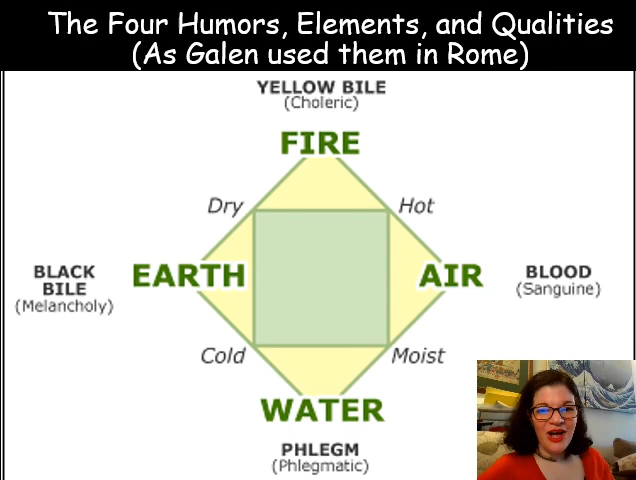 The Four Humors, Elements, and Qualities
(As Galen used them in Rome)
YELLOW BILE
(Choleric)
FIRE
Dry
Hot
BLACK
BILE
(Melancholy)
EARTH
AIR
BLOOD
(Sanguine)
Cold
Moist
WATER
PHLEGM
(Phlegmatic)